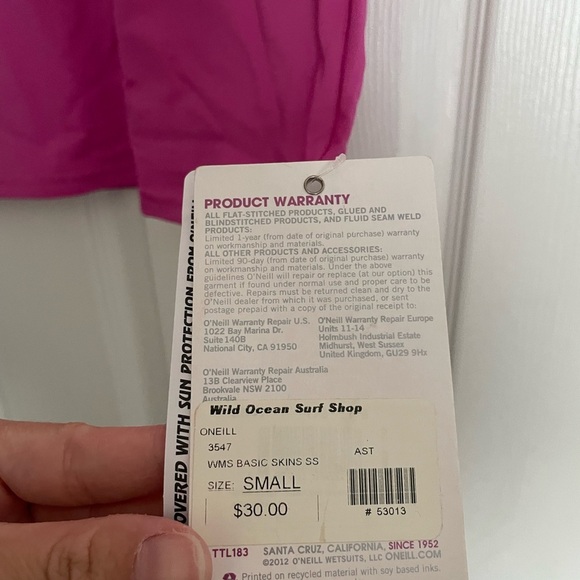 PRODUCT WARRANTY
ALL FLAT-STITCHED PRODUCTS, GLUED AND
BLINDSTITCHED PRODUCTS, AND FLUID SEAM WELD
PRODUCTS:
Limited 1-year (from date of original purchase) warranty
on workmanship and materials.
ALL OTHER PRODUCTS AND ACCESSORIES:
Limited 90-day (from date of original purchase) warranty
on workmanship and materials. Under the above
guidelines O'Neill will repair or replace (at our option) this
garment if found under normal use and proper care to be
defective. Repairs must be returned clean and dry to the
O'Neill dealer from which it was purchased, or sent
postage prepaid with a copy of the original receipt to:
O'Neill Warranty Repair U.S.
1022 Bay Marina Dr.
Suite 140B
National City, CA 91950
O'Neill Warranty Repair Europe
Units 11-14
Holmbush Industrial Estate
Midhurst, West Sussex
United Kingdom, GU29 9Hz
O'Neill Warranty Repair Australia
13B Clearview Place
Brookvale NSW 2100
Australia
Wild Ocean Surf Shop
ONEILL
3547
AST
WMS BASIC SKINS SS
SIZE: SMALL
$30.00
# 53013
TTL183
SANTA CRUZ, CALIFORNIA, SINCE 1952
©2012 O'NEILL WETSUITS, LLC ONEILL.COM
Printed on recycled material with soy based inks.
OVERED WITH SUN PROTECTION FROM O'NEILL